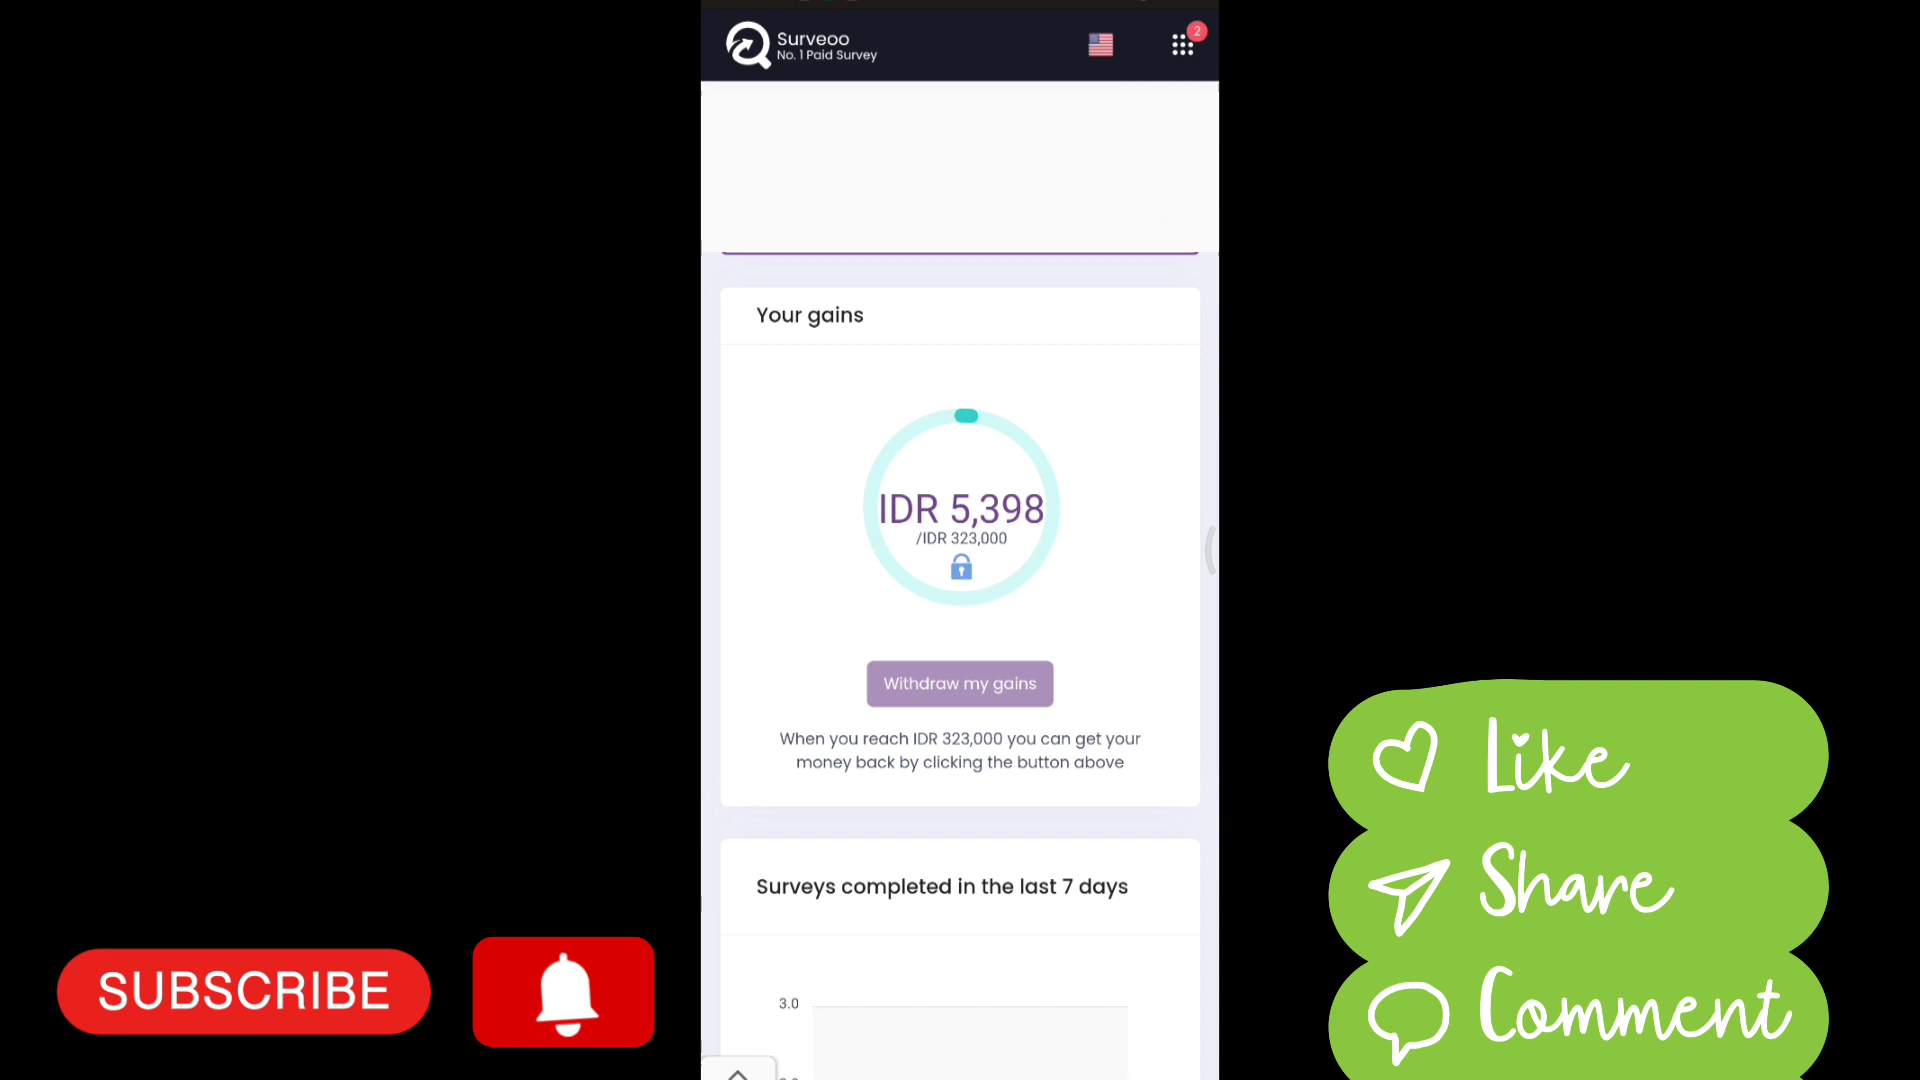 Surveoo
No. 1 Paid Survey
2
Your gains
IDR 5,398
/IDR 323,000
Withdraw my gains
When you reach IDR 323,000 you can get your
money back by clicking the button above
Surveys completed in the last 7 days
3.0
SUBSCRIBE
Like
Share
Comment